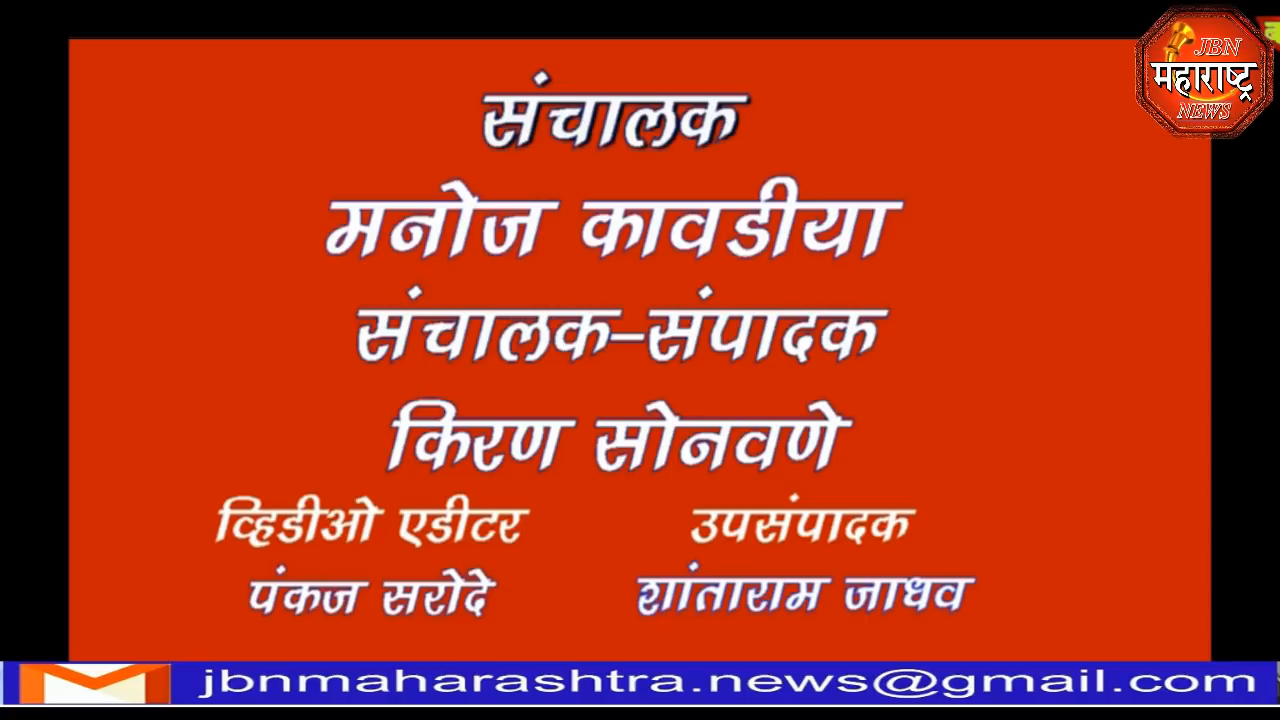 JBN
महाराष्ट्र
NEWS
संचालक
मनोज कावडीया
संचालक–संपादक
किरण सोनवणे
व्हिडीओ एडीटर
उपसंपादक
पंकज सरोदे
शांताराम जाधव
jbnmaharashtra.news@gmail.com